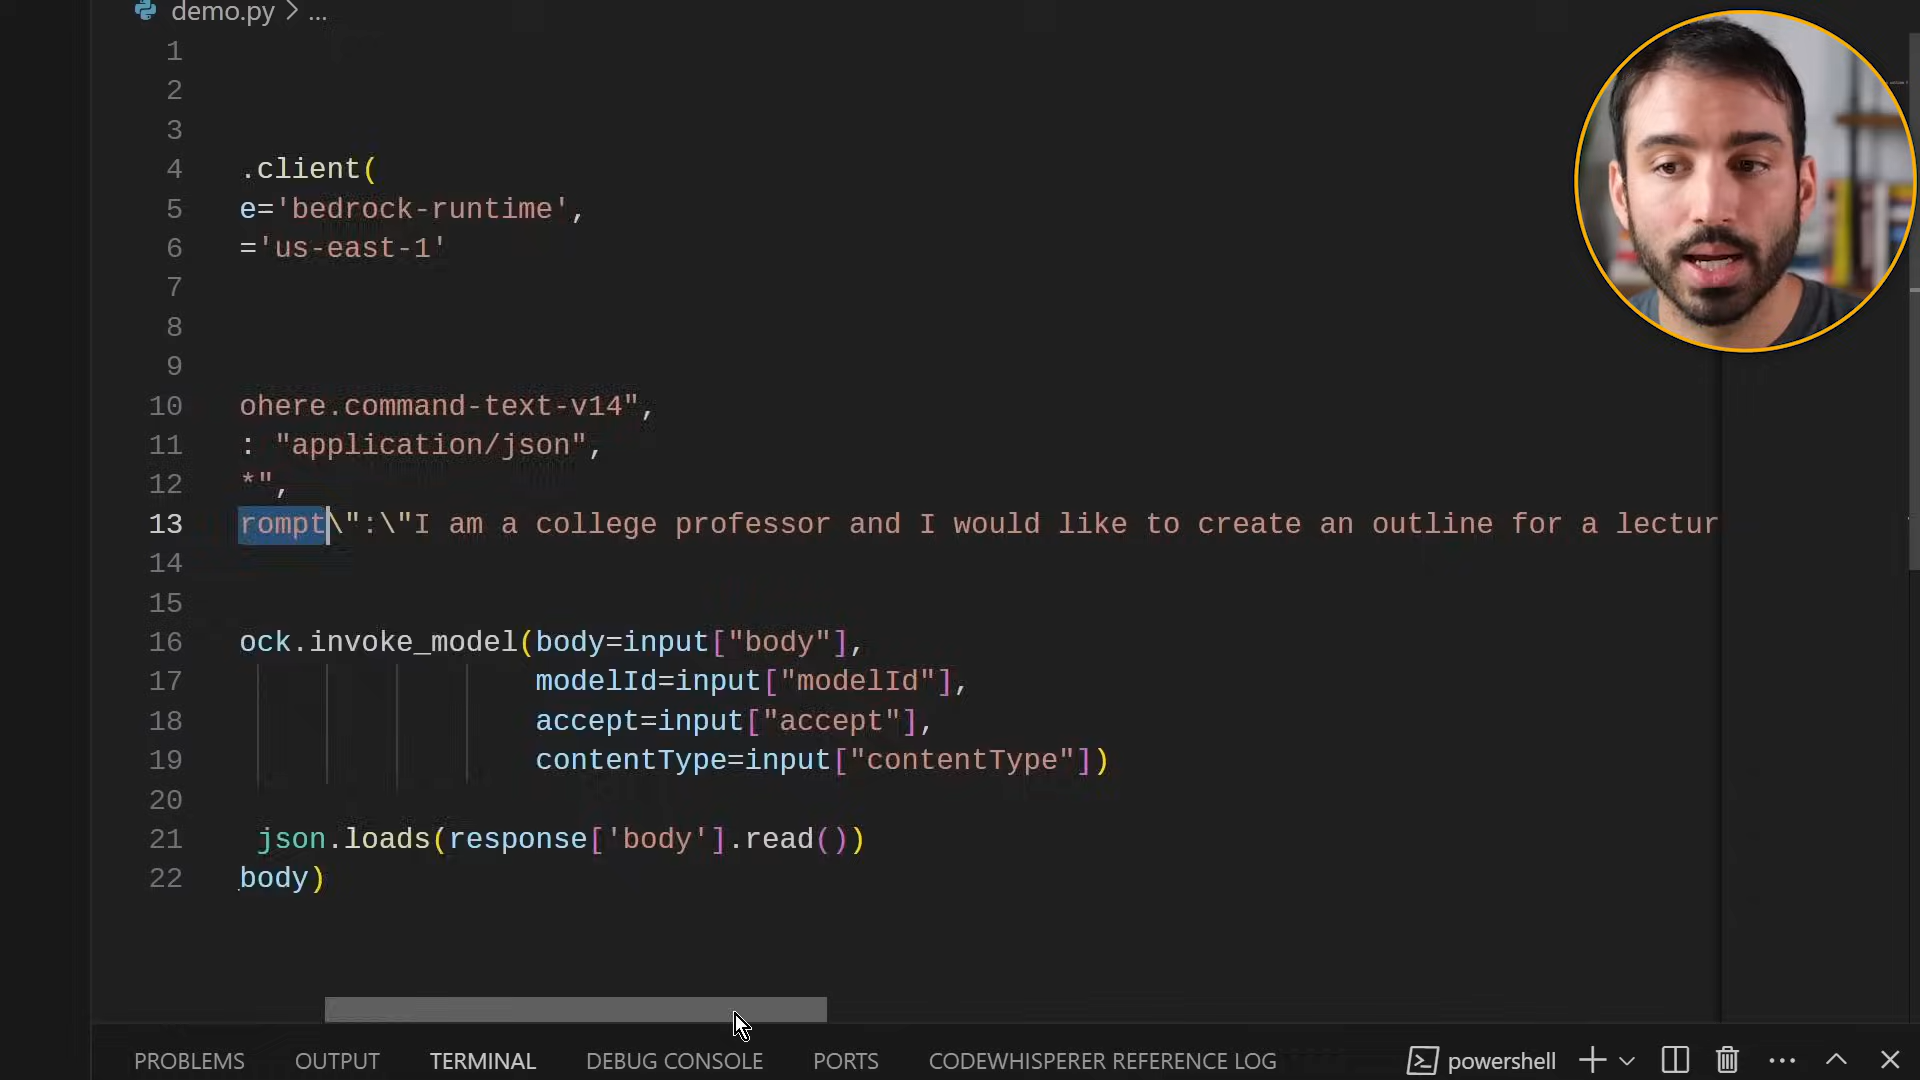 demo.py > ...
1
2
3
4 .client(
5 e='bedrock-runtime',
6 ='us-east-1'
7
8
9
10 ohere.command-text-v14",
11 : "application/json",
12 *",
13 rompt\":\"I am a college professor and I would like to create an outline for a lectur
14
15
16 ock.invoke_model(body=input["body"],
17 modelId=input["modelId"],
18 accept=input["accept"],
19 contentType=input["contentType"])
20
21 json.loads(response['body'].read())
22 body)
PROBLEMS OUTPUT TERMINAL DEBUG CONSOLE PORTS CODEWHISPERER REFERENCE LOG powershell